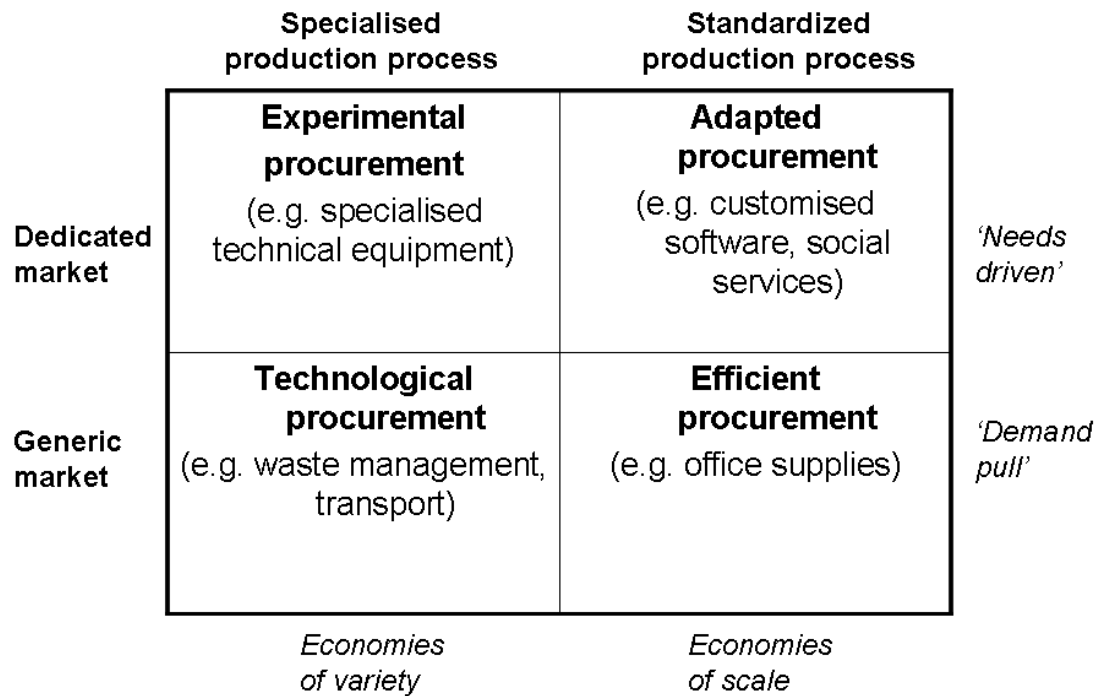 Specialised
production process
Standardized
production process
Experimental
procurement
(e.g. specialised
technical equipment)
Adapted
procurement
(e.g. customised
software, social
services)
Dedicated
market
‘Needs
driven’
Technological
procurement
(e.g. waste management,
transport)
Efficient
procurement
(e.g. office supplies)
Generic
market
‘Demand
pull’
Economies
of variety
Economies
of scale